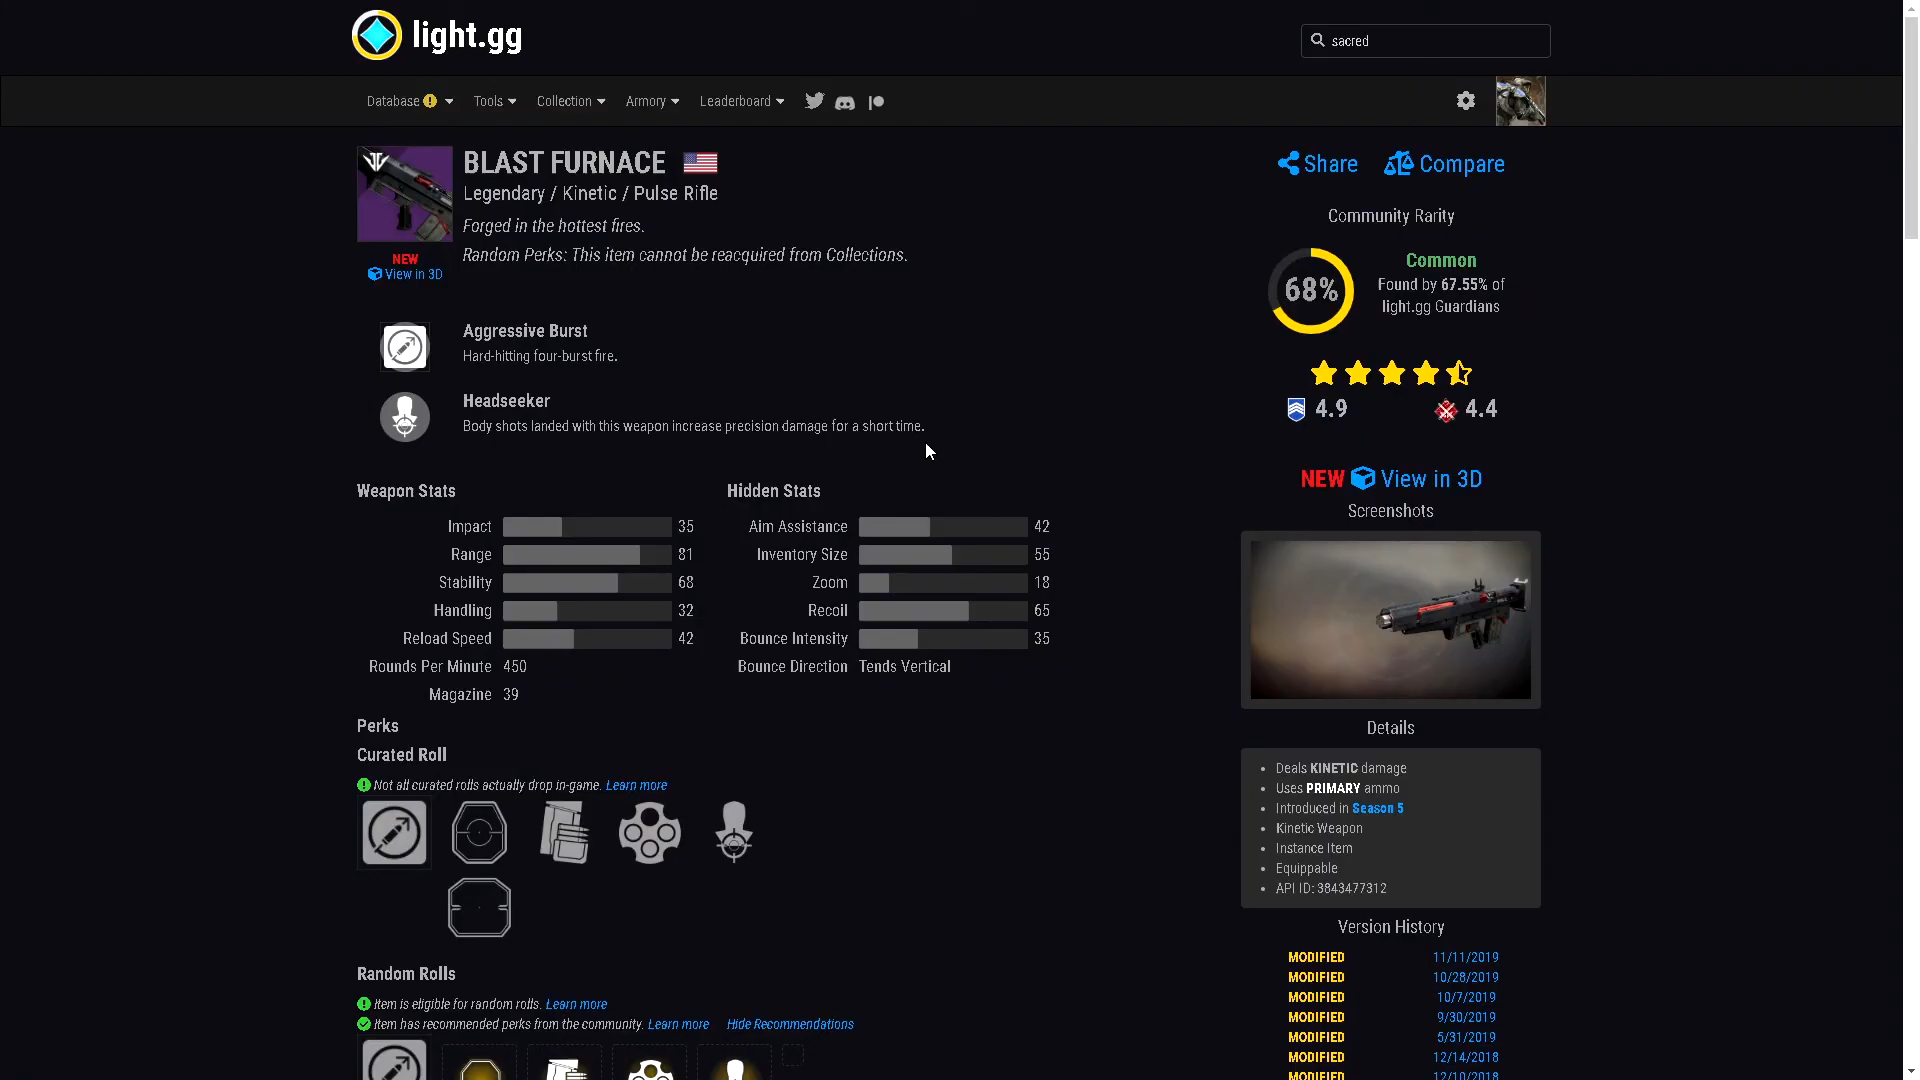 light.gg
sacred
Database Tools Collection Armory Leaderboard
BLAST FURNACE
Legendary / Kinetic / Pulse Rifle
Forged in the hottest fires.
Random Perks: This item cannot be reacquired from Collections.
NEW
View in 3D
Aggressive Burst
Hard-hitting four-burst fire.
Headseeker
Body shots landed with this weapon increase precision damage for a short time.
Weapon Stats
Impact 35
Range 81
Stability 68
Handling 32
Reload Speed 42
Rounds Per Minute 450
Magazine 39
Hidden Stats
Aim Assistance 42
Inventory Size 55
Zoom 18
Recoil 65
Bounce Intensity 35
Bounce Direction Tends Vertical
Perks
Curated Roll
Not all curated rolls actually drop in-game. Learn more
Random Rolls
Item is eligible for random rolls. Learn more
Item has recommended perks from the community. Learn more Hide Recommendations
Share Compare
Community Rarity
68%
Common
Found by 67.55% of
light.gg Guardians
4.9 4.4
NEW View in 3D
Screenshots
Details
Deals KINETIC damage
Uses PRIMARY ammo
Introduced in Season 5
Kinetic Weapon
Instance Item
Equippable
API ID: 3843477312
Version History
MODIFIED 11/11/2019
MODIFIED 10/28/2019
MODIFIED 10/7/2019
MODIFIED 9/30/2019
MODIFIED 5/31/2019
MODIFIED 12/14/2018
MODIFIED 12/10/2018